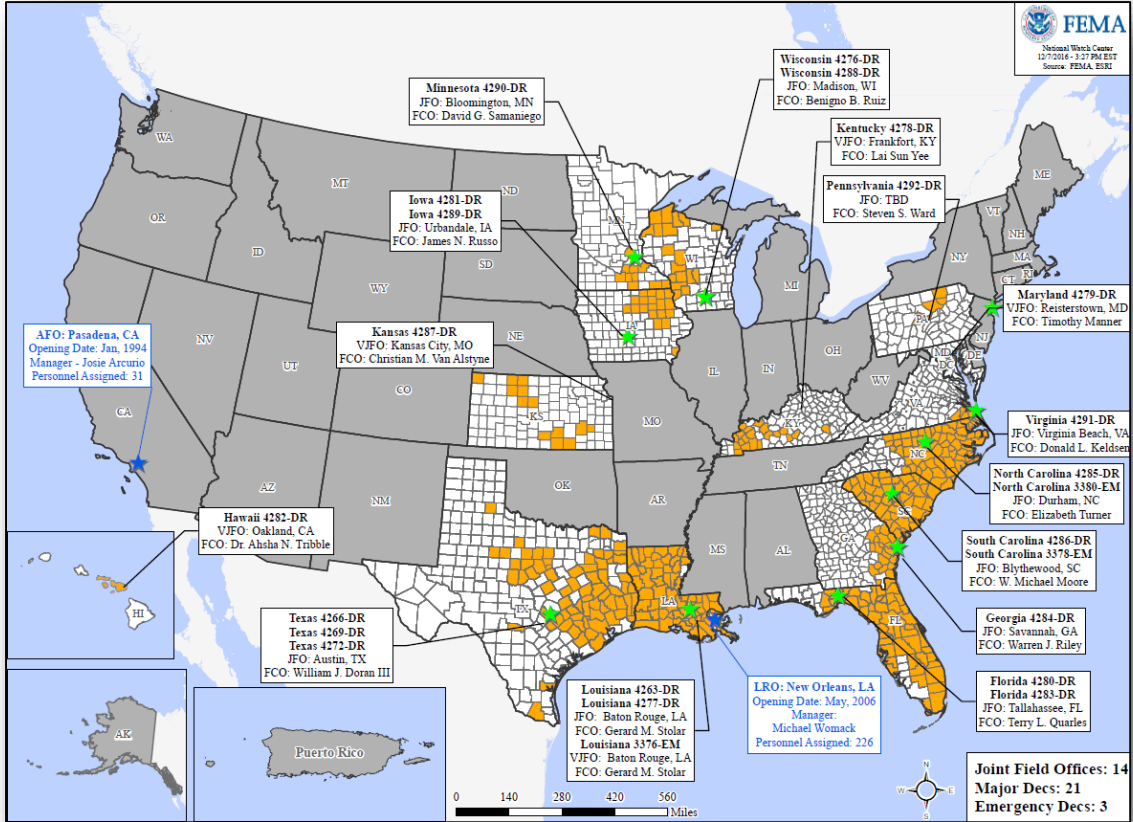 FEMA
National Watch Center
12/7/2016 - 3:27 PM EST
Source: FEMA, ESRI
Wisconsin 4276-DR
Wisconsin 4288-DR
JFO: Madison, WI
FCO: Benigno B. Ruiz
Minnesota 4290-DR
JFO: Bloomington, MN
FCO: David G. Samaniego
Kentucky 4278-DR
VJFO: Frankfort, KY
FCO: Lai Sun Yee
Pennsylvania 4292-DR
JFO: TBD
FCO: Steven S. Ward
Iowa 4281-DR
Iowa 4289-DR
JFO: Urbandale, IA
FCO: James N. Russo
Maryland 4279-DR
VJFO: Reisterstown, MD
FCO: Timothy Manner
AFO: Pasadena, CA
Opening Date: Jan, 1994
Manager - Josie Arcurio
Personnel Assigned: 31
Kansas 4287-DR
VJFO: Kansas City, MO
FCO: Christian M. Van Alstyne
Virginia 4291-DR
JFO: Virginia Beach, VA
FCO: Donald L. Keldsen
North Carolina 4285-DR
North Carolina 3380-EM
JFO: Durham, NC
FCO: Elizabeth Turner
Hawaii 4282-DR
VJFO: Oakland, CA
FCO: Dr. Ahsha N. Tribble
South Carolina 4286-DR
South Carolina 3378-EM
JFO: Blythewood, SC
FCO: W. Michael Moore
Texas 4266-DR
Texas 4269-DR
Texas 4272-DR
JFO: Austin, TX
FCO: William J. Doran III
Georgia 4284-DR
JFO: Savannah, GA
FCO: Warren J. Riley
Louisiana 4263-DR
Louisiana 4277-DR
JFO: Baton Rouge, LA
FCO: Gerard M. Stolar
Louisiana 3376-EM
VJFO: Baton Rouge, LA
FCO: Gerard M. Stolar
LRO: New Orleans, LA
Opening Date: May, 2006
Manager:
Michael Womack
Personnel Assigned: 226
Florida 4280-DR
Florida 4283-DR
JFO: Tallahassee, FL
FCO: Terry L. Quarles
WA
MT
ND
MN
ME
OR
ID
SD
WI
VT
NH
NY
MA
CT
RI
WY
MI
NV
NE
IA
PA
NJ
UT
CO
IL
IN
OH
MD
DE
DC
WV
VA
CA
KS
MO
KY
AZ
NM
OK
AR
TN
NC
SC
MS
AL
GA
TX
LA
FL
HI
AK
Puerto Rico
0 140 280 420 560
Miles
N
W
E
S
Joint Field Offices: 14
Major Decs: 21
Emergency Decs: 3